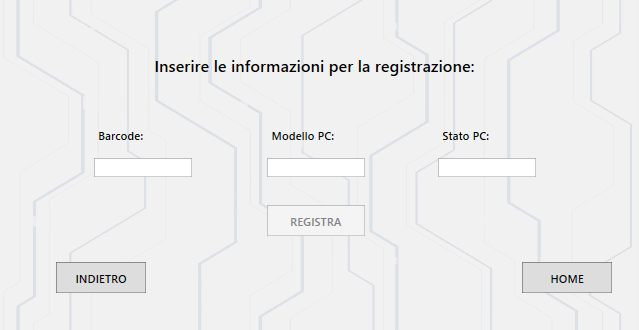 Inserire le informazioni per la registrazione:
Barcode: Modello PC: Stato PC:
REGISTRA
INDIETRO HOME